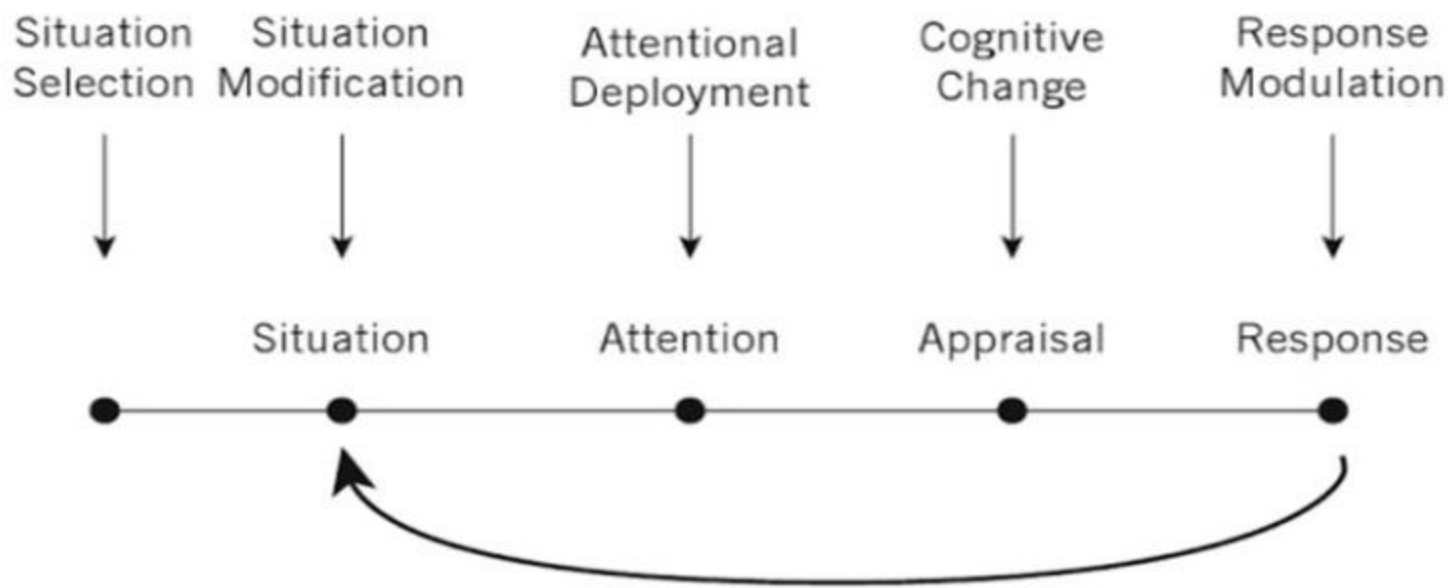 Situation
Selection
Situation
Modification
Attentional
Deployment
Cognitive
Change
Response
Modulation
Situation
Attention
Appraisal
Response